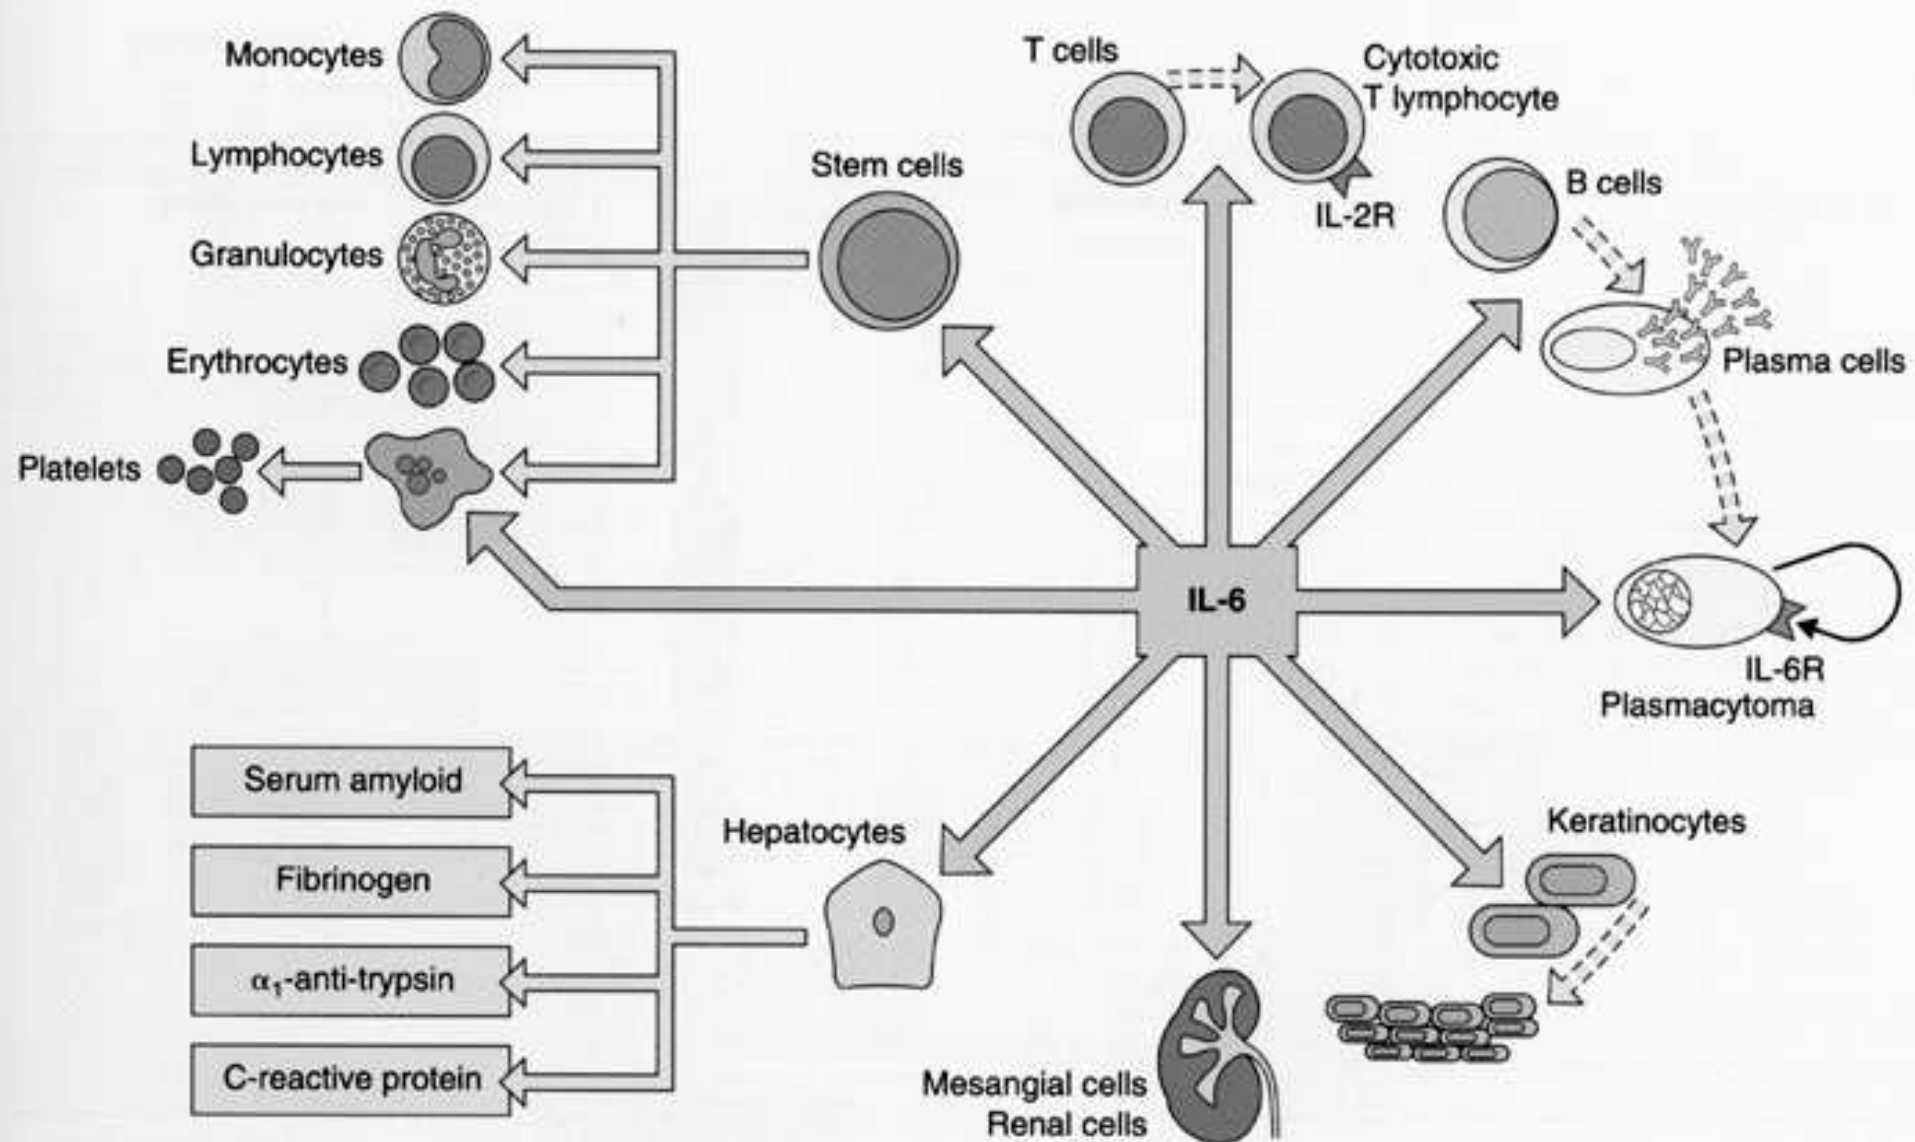 Monocytes
Lymphocytes
Granulocytes
Erythrocytes
Platelets
Stem cells
T cells
Cytotoxic
T lymphocyte
IL-2R
B cells
Plasma cells
IL-6
IL-6R
Plasmacytoma
Serum amyloid
Fibrinogen
α₁-anti-trypsin
C-reactive protein
Hepatocytes
Keratinocytes
Mesangial cells
Renal cells